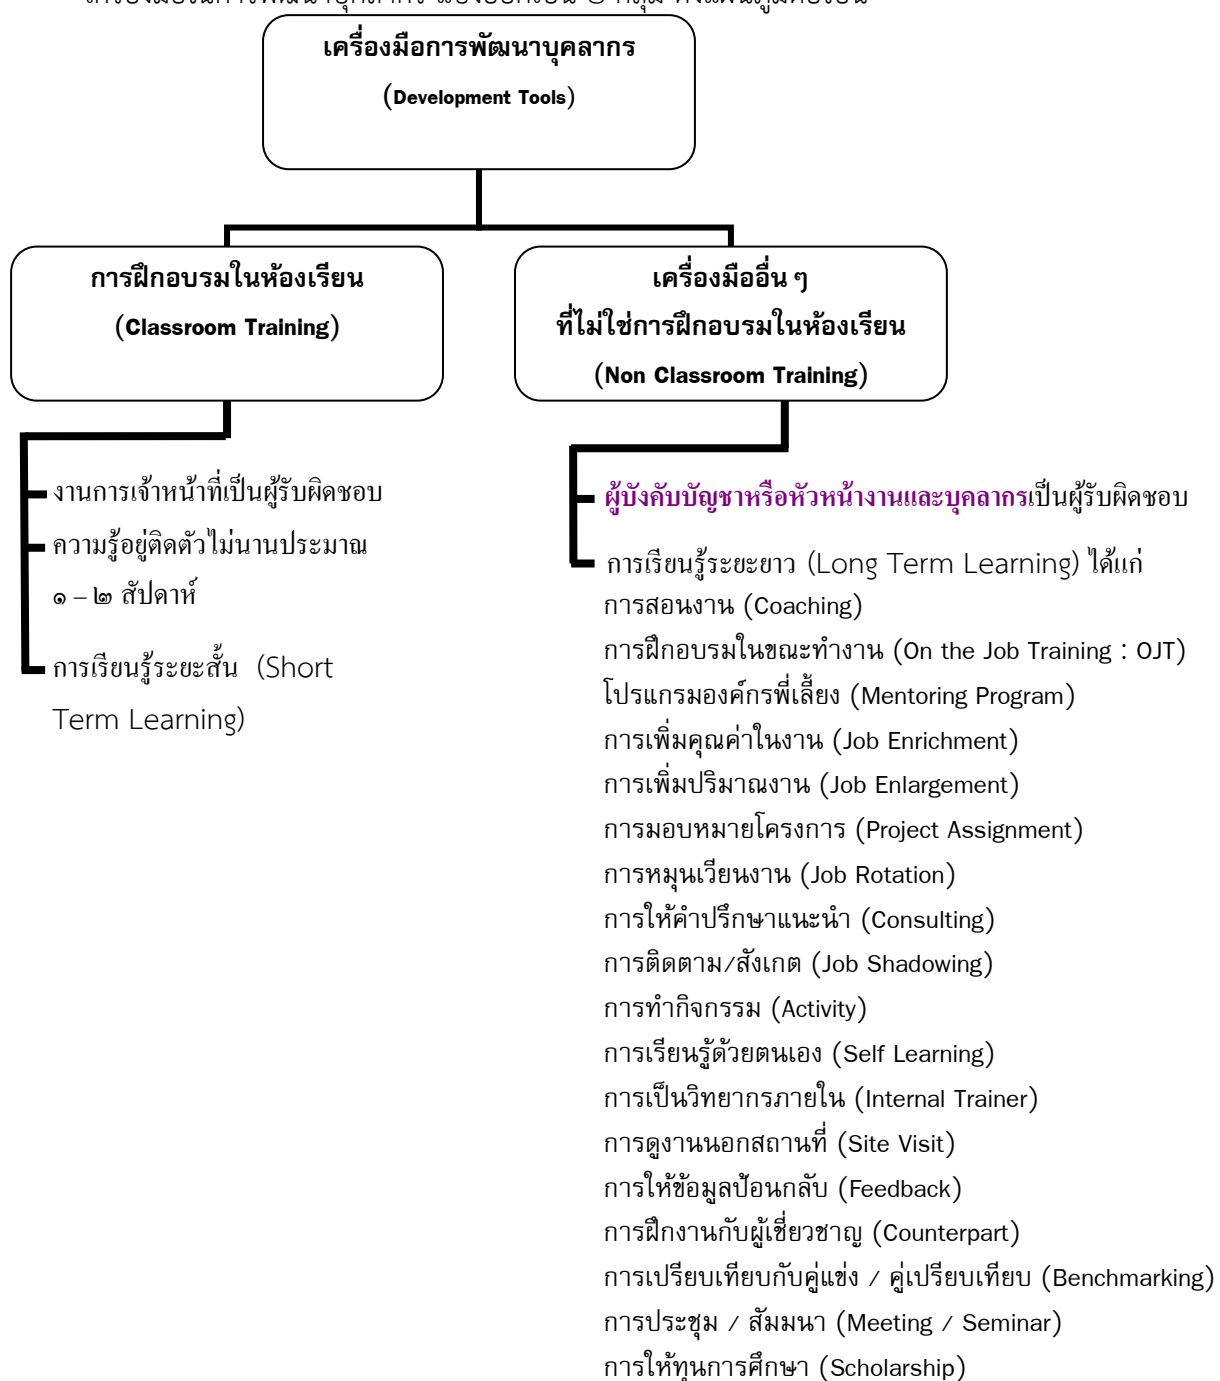 เครื่องมือการพัฒนาบุคลากร
(Development Tools)
การฝึกอบรมในห้องเรียน
(Classroom Training)
เครื่องมืออื่น ๆ
ที่ไม่ใช่การฝึกอบรมในห้องเรียน
(Non Classroom Training)
งานการเจ้าหน้าที่เป็นผู้รับผิดชอบ
ความรู้อยู่ติดตัวไม่นานประมาณ
๑ – ๒ สัปดาห์
การเรียนรู้ระยะสั้น (Short
Term Learning)
ผู้บังคับบัญชาหรือหัวหน้างานและบุคลากรเป็นผู้รับผิดชอบ
การเรียนรู้ระยะยาว (Long Term Learning) ได้แก่
การสอนงาน (Coaching)
การฝึกอบรมในขณะทำงาน (On the Job Training : OJT)
โปรแกรมองค์กรพี่เลี้ยง (Mentoring Program)
การเพิ่มคุณค่าในงาน (Job Enrichment)
การเพิ่มปริมาณงาน (Job Enlargement)
การมอบหมายโครงการ (Project Assignment)
การหมุนเวียนงาน (Job Rotation)
การให้คำปรึกษาแนะนำ (Consulting)
การติดตาม/สังเกต (Job Shadowing)
การทำกิจกรรม (Activity)
การเรียนรู้ด้วยตนเอง (Self Learning)
การเป็นวิทยากรภายใน (Internal Trainer)
การดูงานนอกสถานที่ (Site Visit)
การให้ข้อมูลป้อนกลับ (Feedback)
การฝึกงานกับผู้เชี่ยวชาญ (Counterpart)
การเปรียบเทียบกับคู่แข่ง / คู่เปรียบเทียบ (Benchmarking)
การประชุม / สัมมนา (Meeting / Seminar)
การให้ทุนการศึกษา (Scholarship)